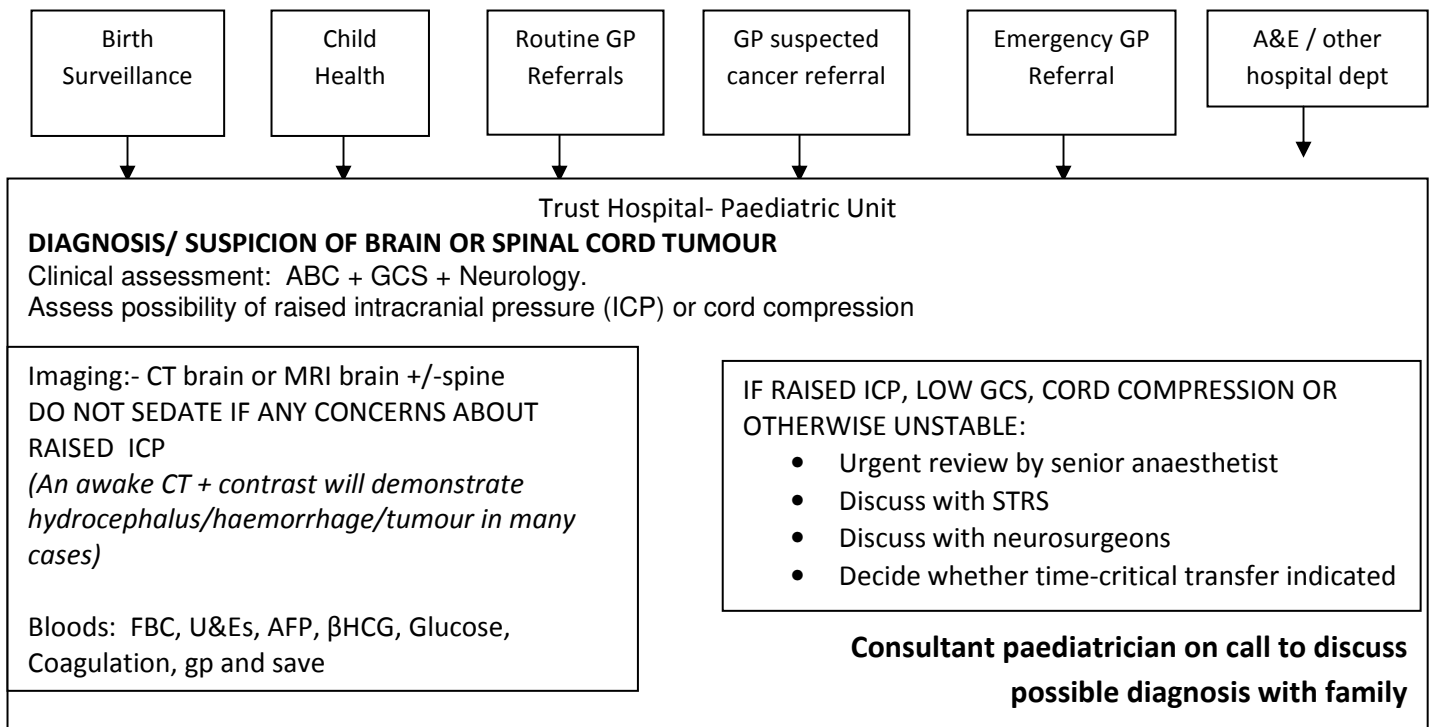 Birth
Surveillance
Child
Health
Routine GP
Referrals
GP suspected
cancer referral
Emergency GP
Referral
A&E / other
hospital dept
Trust Hospital- Paediatric Unit
DIAGNOSIS/ SUSPICION OF BRAIN OR SPINAL CORD TUMOUR
Clinical assessment:  ABC + GCS + Neurology.
Assess possibility of raised intracranial pressure (ICP) or cord compression
Imaging:- CT brain or MRI brain +/-spine
DO NOT SEDATE IF ANY CONCERNS ABOUT
RAISED  ICP
(An awake CT + contrast will demonstrate
hydrocephalus/haemorrhage/tumour in many
cases)
Bloods:  FBC, U&Es, AFP, βHCG, Glucose,
Coagulation, gp and save
IF RAISED ICP, LOW GCS, CORD COMPRESSION OR
OTHERWISE UNSTABLE:
• Urgent review by senior anaesthetist
• Discuss with STRS
• Discuss with neurosurgeons
• Decide whether time-critical transfer indicated
Consultant paediatrician on call to discuss
possible diagnosis with family